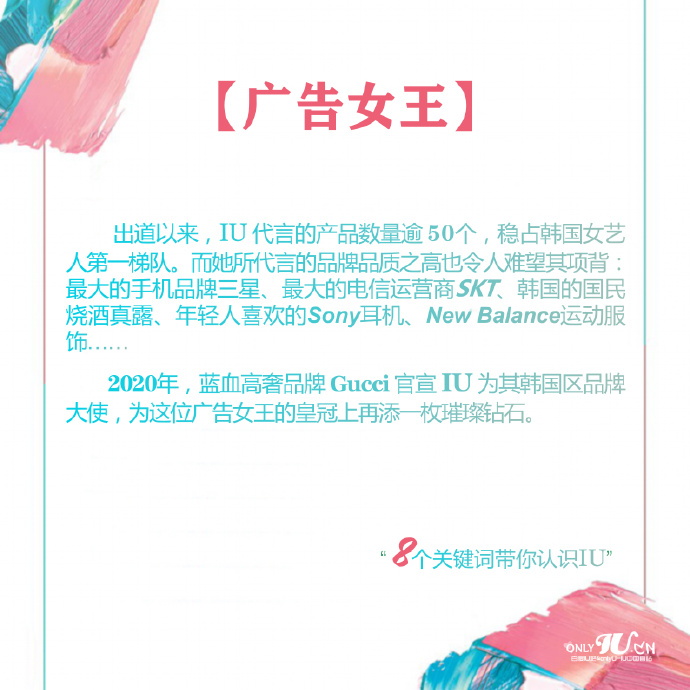 【广告女王】
出道以来，IU 代言的产品数量逾 50个，稳占韩国女艺
人第一梯队。而她所代言的品牌品质之高也令人难望其项背：
最大的手机品牌三星、最大的电信运营商SKT、韩国的国民
烧酒真露、年轻人喜欢的Sony耳机、New Balance运动服
饰……
2020年，蓝血高奢品牌 Gucci 官宣 IU 为其韩国区品牌
大使，为这位广告女王的皇冠上再添一枚璀璨钻石。
“ 8个关键词带你认识IU”
ONLYIU.CN